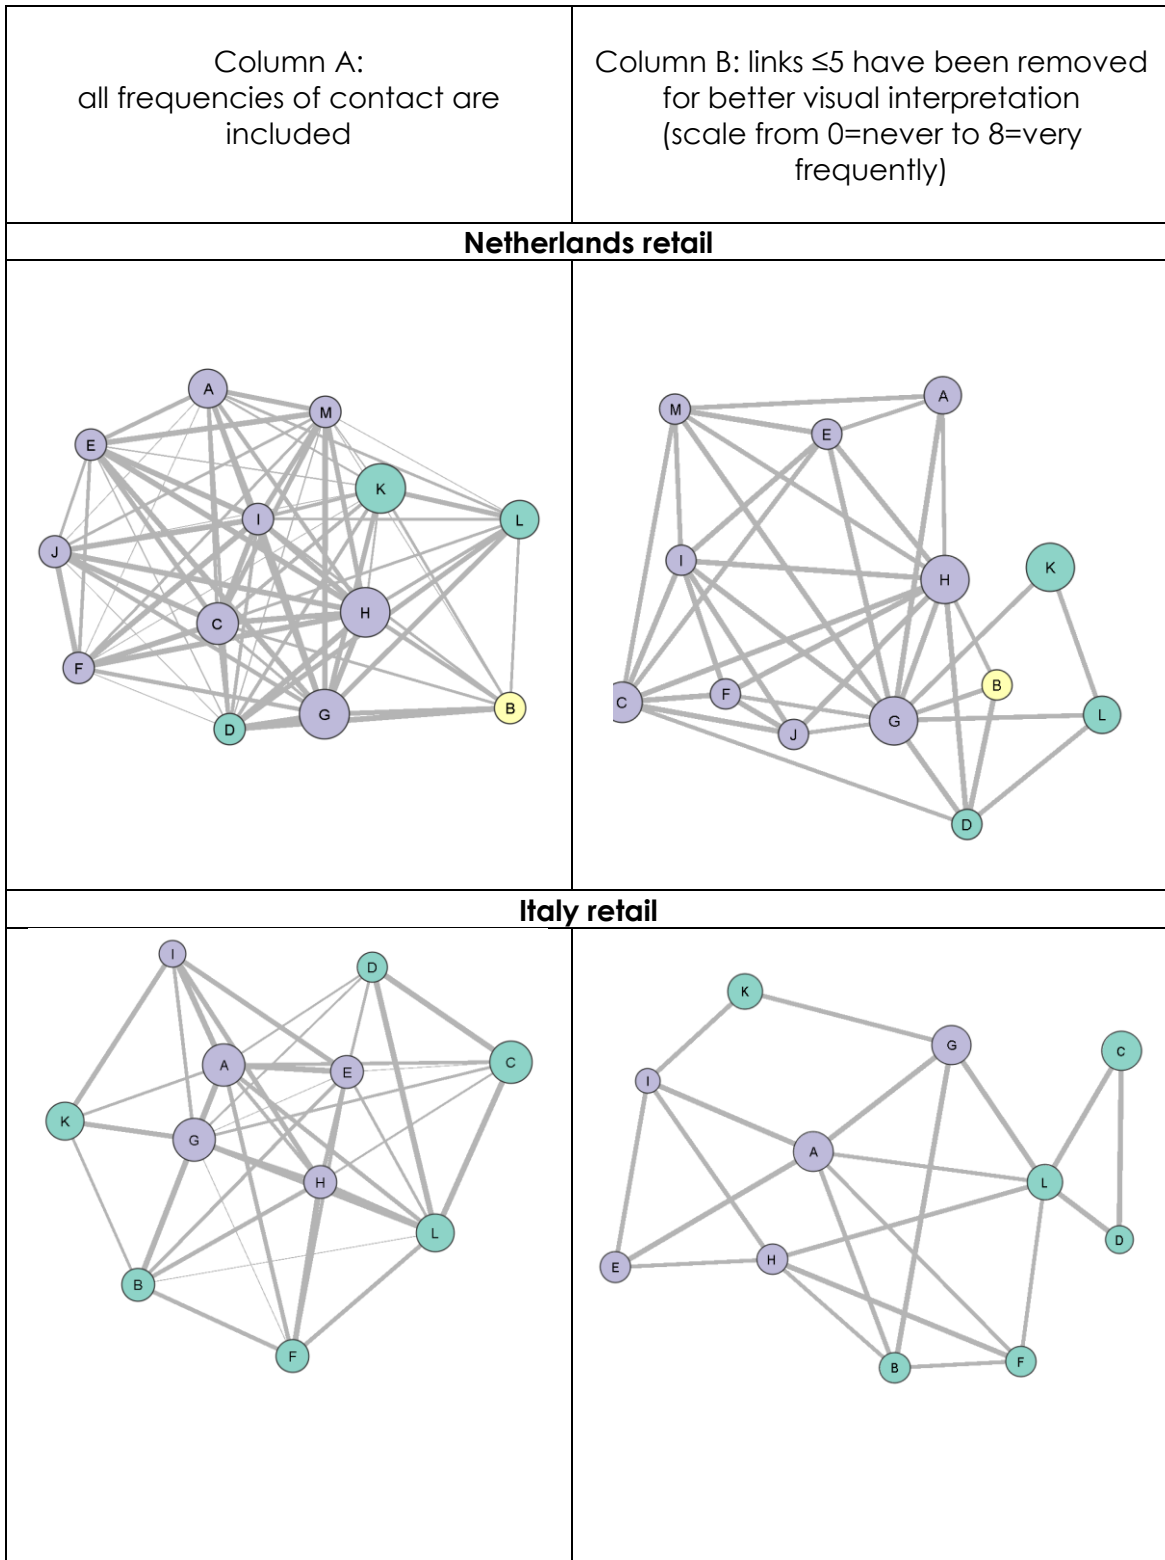 Column A:
all frequencies of contact are
included
Column B: links ≤5 have been removed
for better visual interpretation
(scale from 0=never to 8=very
frequently)
Netherlands retail
A
M
E
K
L
I
J
C
H
F
B
G
D
A
M
E
I
H
K
B
F
C
L
G
J
D
Italy retail
I
D
A
E
C
K
G
H
L
B
F
K
G
C
I
A
L
D
H
E
F
B